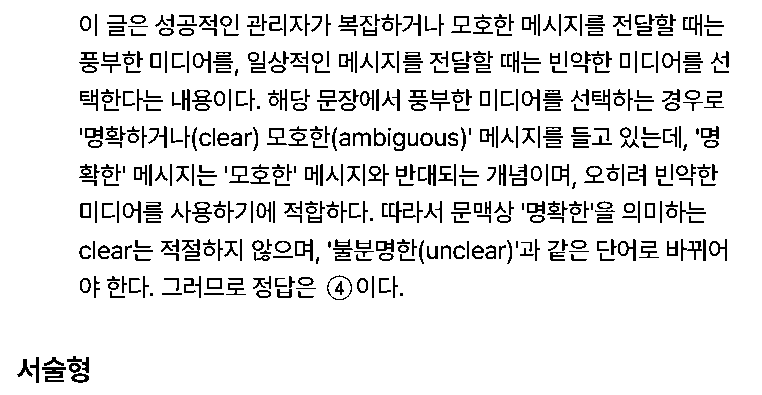 이 글은 성공적인 관리자가 복잡하거나 모호한 메시지를 전달할 때는
풍부한 미디어를, 일상적인 메시지를 전달할 때는 빈약한 미디어를 선
택한다는 내용이다. 해당 문장에서 풍부한 미디어를 선택하는 경우로
'명확하거나(clear) 모호한(ambiguous)' 메시지를 들고 있는데, '명
확한' 메시지는 '모호한' 메시지와 반대되는 개념이며, 오히려 빈약한
미디어를 사용하기에 적합하다. 따라서 문맥상 '명확한'을 의미하는
clear는 적절하지 않으며, '불분명한(unclear)'과 같은 단어로 바뀌어
야 한다. 그러므로 정답은 ④이다.
서술형